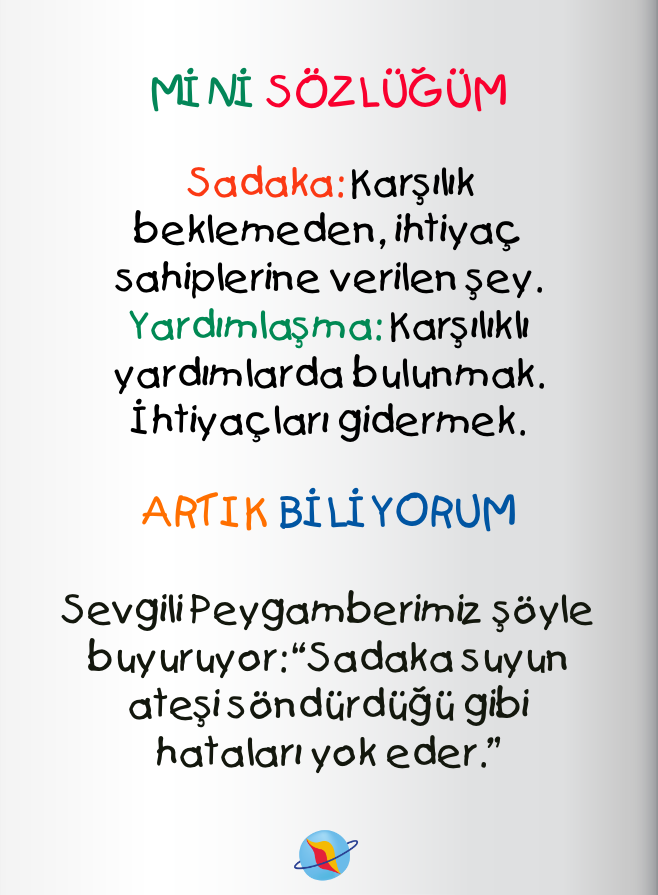 MİNİ SÖZLÜĞÜM
Sadaka: Karşılık
beklemeden, ihtiyaç
sahiplerine verilen şey.
Yardımlaşma: Karşılıklı
yardımlarda bulunmak.
İhtiyaçları gidermek.
ARTIK BİLİYORUM
Sevgili Peygamberimiz şöyle
buyuruyor: “Sadaka suyun
ateşi söndürdüğü gibi
hataları yok eder.”